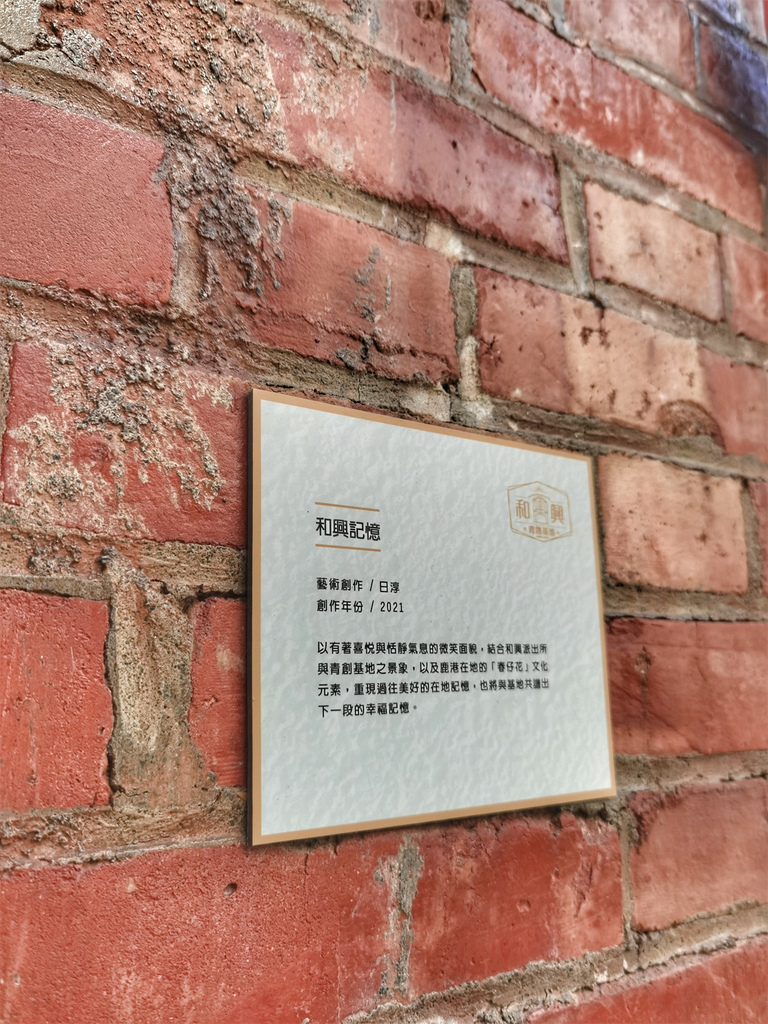 和興
和興記憶
藝術創作 / 日淳
創作年份 / 2021
以有著喜悅與恬靜氣息的微笑面貌，結合和興派出所
與青創基地之景象，以及鹿港在地的「春仔花」文化
元素，重現過往美好的在地記憶，也將與基地共譜出
下一段的幸福記憶。